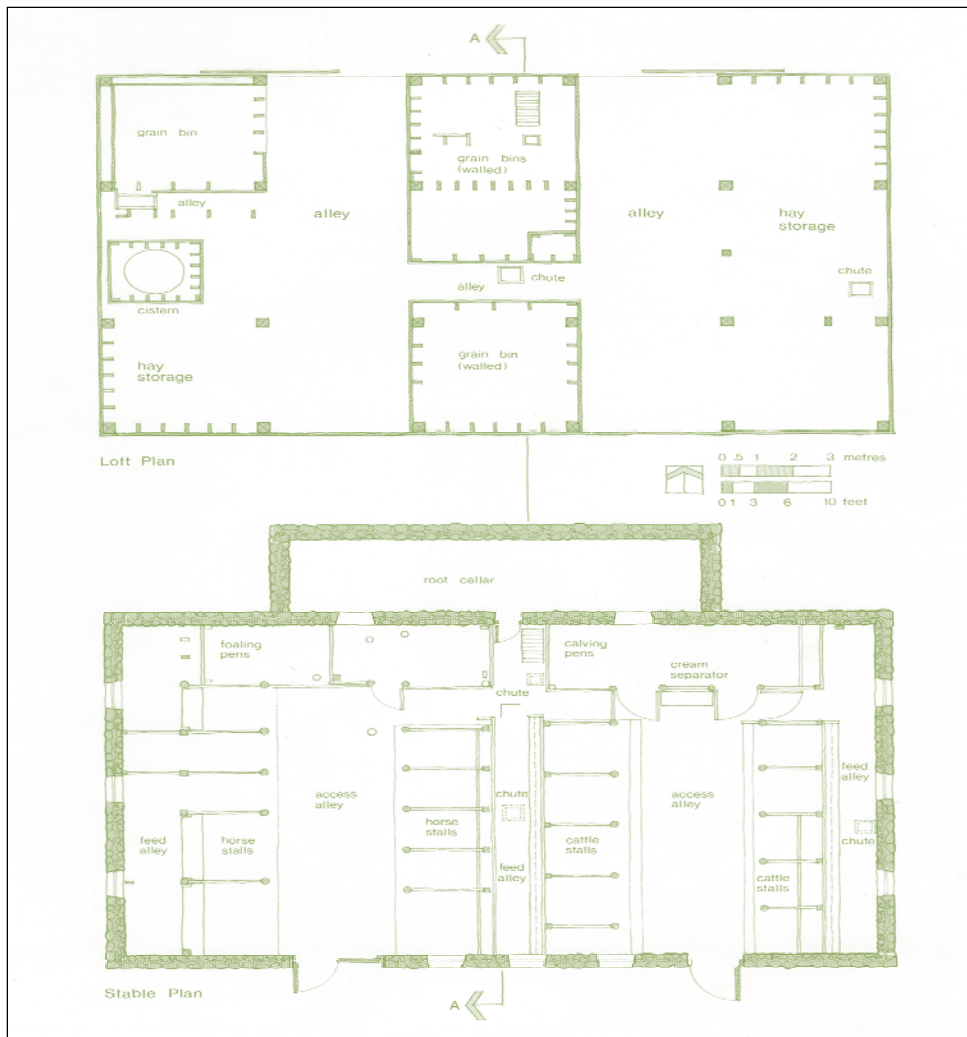 A
grain bin
grain bins
(walled)
alley
alley
alley
hay
storage
chute
chute
alley
cistern
grain bin
(walled)
hay
storage
Loft Plan
0 .5 1 2 3 metres
0 1 3 6 10 feet
root cellar
foaling
pens
calving
pens
cream
separator
chute
access
alley
chute
access
alley
feed
alley
horse
stalls
feed
alley
horse
stalls
cattle
stalls
chute
feed
alley
cattle
stalls
Stable Plan
A